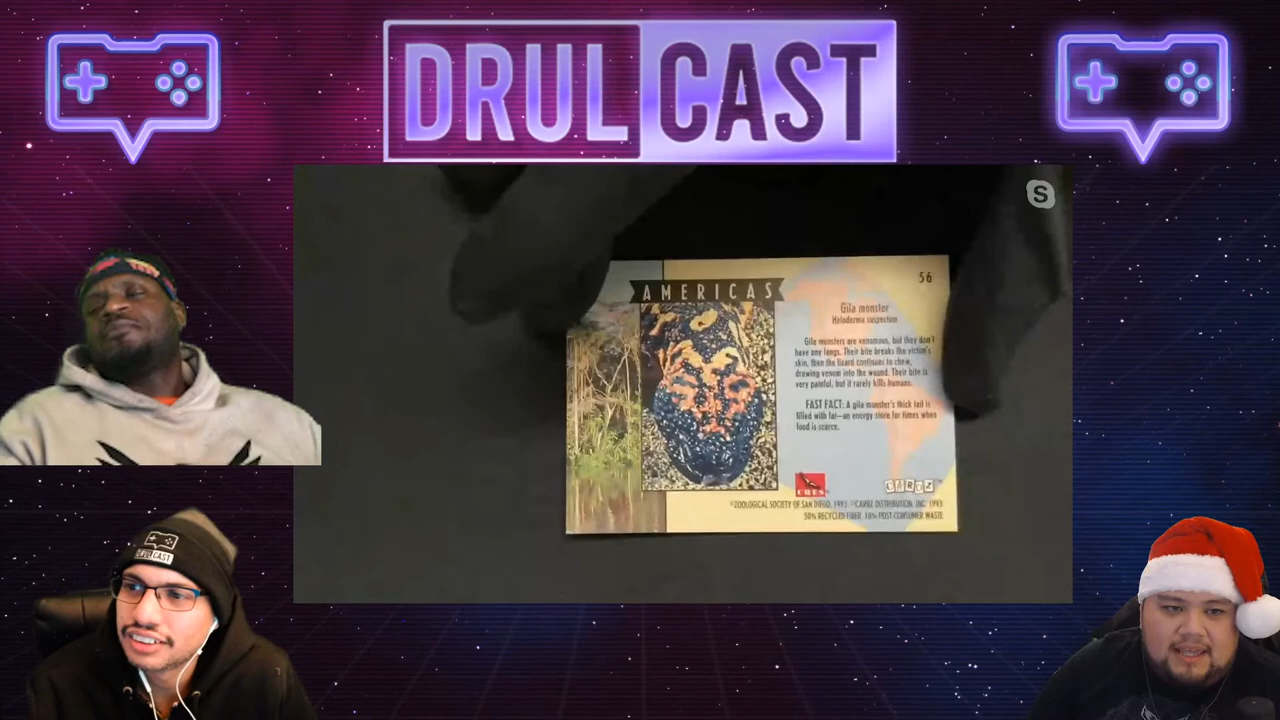 DRUL CAST
S
AMERICAS
56
Gila monster
Heloderma suspectum
Gila monsters are venomous, but they don't
have any fangs. Their bite breaks the victim's
skin, then the lizard continues to chew,
drawing venom into the wound. Their bite is
very painful, but it rarely kills humans.
FAST FACT: A gila monster's thick tail is
filled with fat—an energy store for times when
food is scarce.
CRES
CARDZ
©ZOOLOGICAL SOCIETY OF SAN DIEGO, 1993. ©CARDZ DISTRIBUTION, INC. 1993
50% RECYCLED FIBER. 10% POST-CONSUMER WASTE
CAST